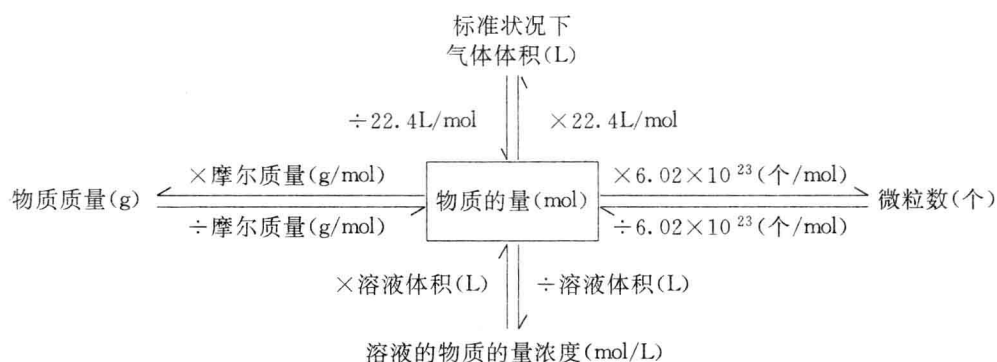 标准状况下
气体体积(L)
÷22.4L/mol ×22.4L/mol
×摩尔质量(g/mol) ×6.02×10²³(个/mol)
物质质量(g) 物质的量(mol) 微粒数(个)
÷摩尔质量(g/mol) ÷6.02×10²³(个/mol)
×溶液体积(L) ÷溶液体积(L)
溶液的物质的量浓度(mol/L)